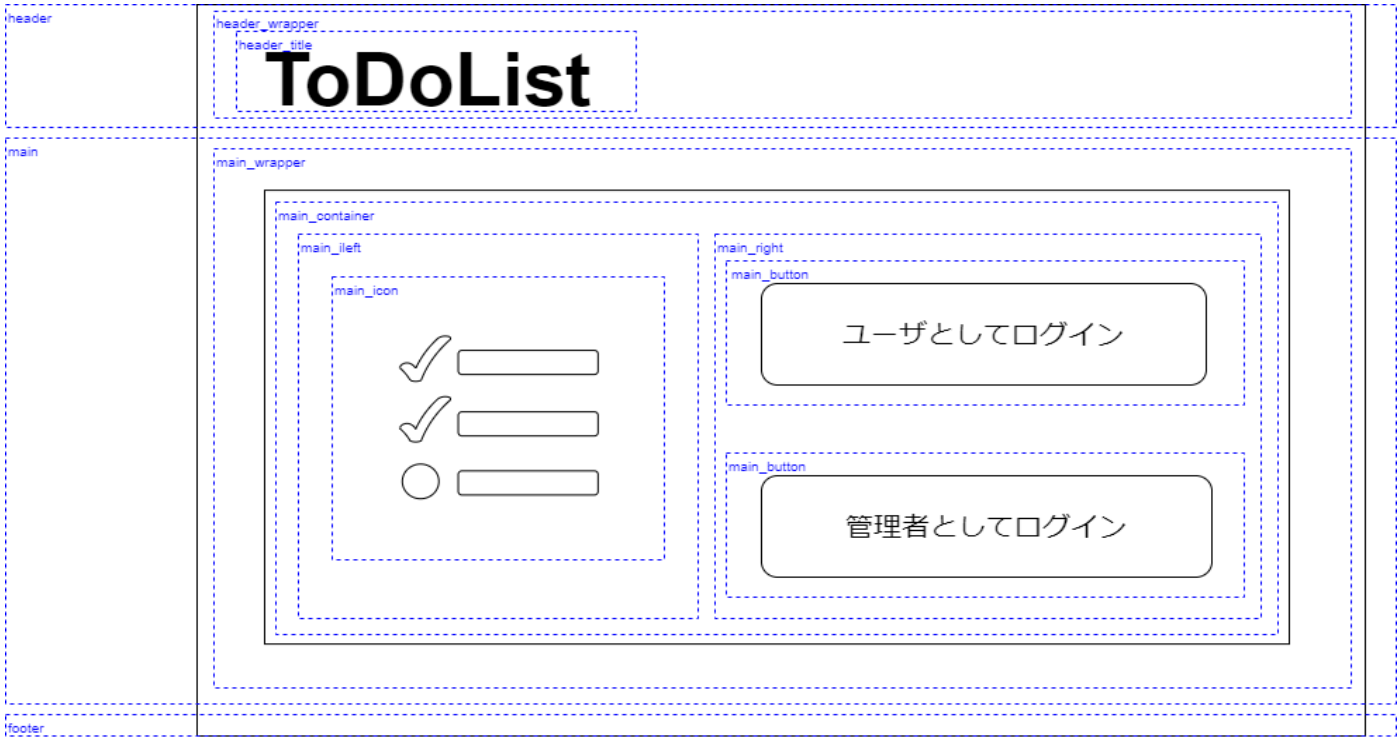 header
header_wrapper
header_title
ToDoList
main
main_wrapper
main_container
main_ileft
main_icon
main_right
main_button
ユーザとしてログイン
main_button
管理者としてログイン
footer